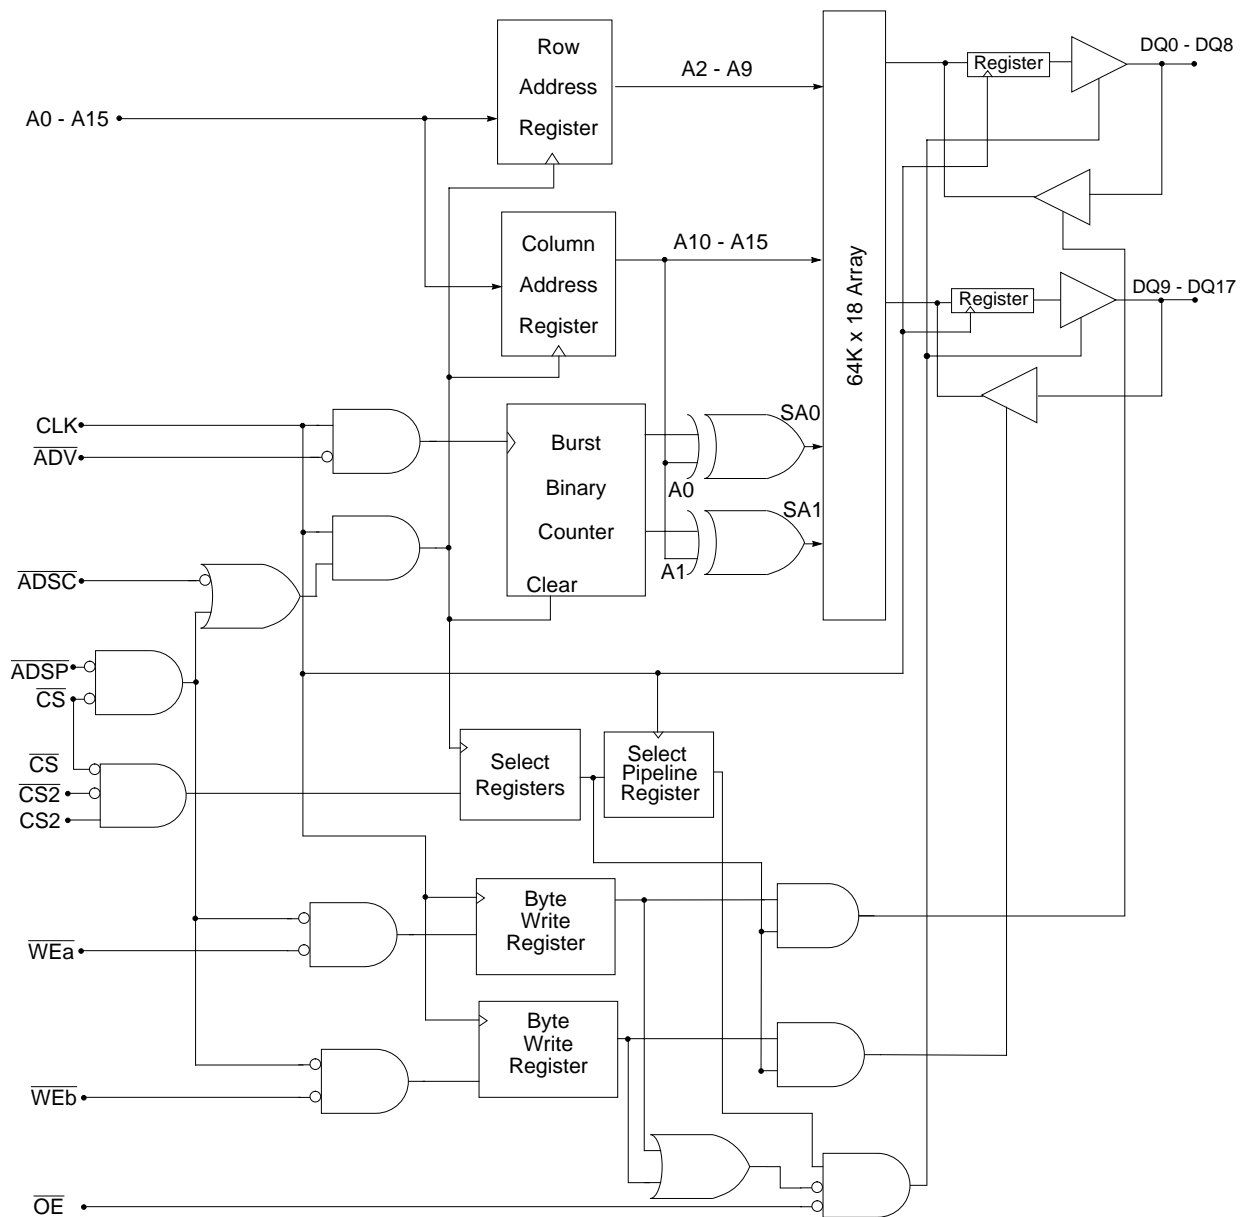 Row
Address
Register
A2 - A9
A0 - A15
Register
DQ0 - DQ8
Column
Address
Register
A10 - A15
64K x 18 Array
Register
DQ9 - DQ17
CLK
ADV
Burst
Binary
Counter
Clear
SA0
A0
SA1
A1
ADSC
ADSP
CS
CS
CS2
CS2
Select
Registers
Select
Pipeline
Register
Byte
Write
Register
WEa
Byte
Write
Register
WEb
OE